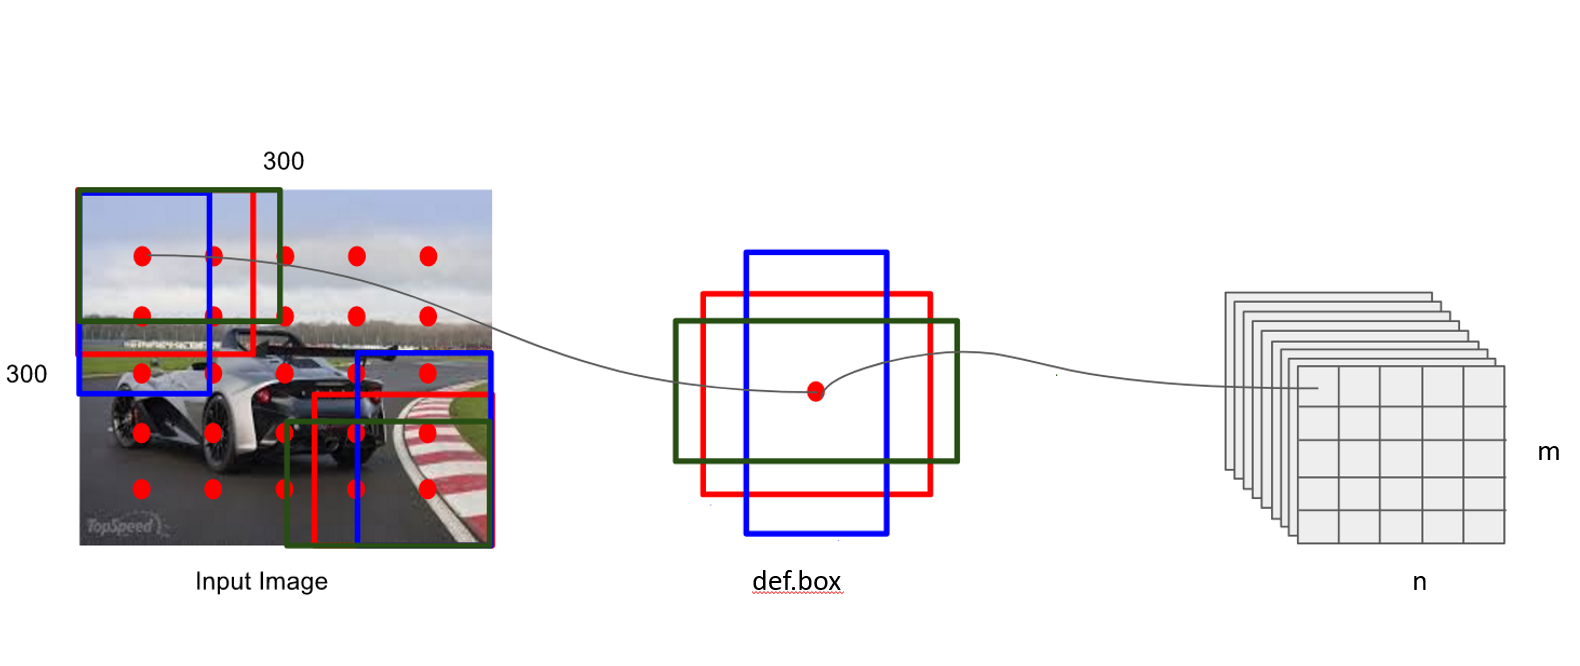 300
300
TopSpeed
Input Image
def.box
m
n